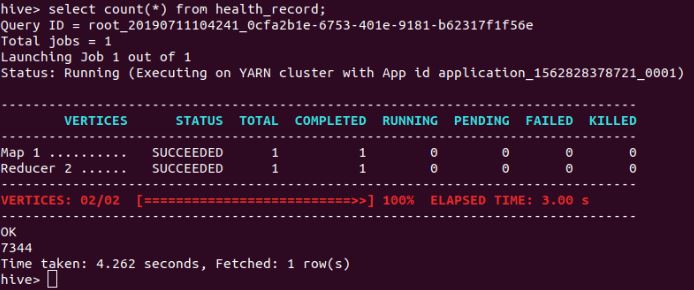 hive> select count(*) from health_record;
Query ID = root_20190711104241_0cfa2b1e-6753-401e-9181-b62317f1f56e
Total jobs = 1
Launching Job 1 out of 1
Status: Running (Executing on YARN cluster with App id application_1562828378721_0001)
--------------------------------------------------------------------------------
VERTICES STATUS TOTAL COMPLETED RUNNING PENDING FAILED KILLED
--------------------------------------------------------------------------------
Map 1 .......... SUCCEEDED 1 1 0 0 0 0
Reducer 2 ...... SUCCEEDED 1 1 0 0 0 0
--------------------------------------------------------------------------------
VERTICES: 02/02 [==========================>>] 100% ELAPSED TIME: 3.00 s
--------------------------------------------------------------------------------
OK
7344
Time taken: 4.262 seconds, Fetched: 1 row(s)
hive>